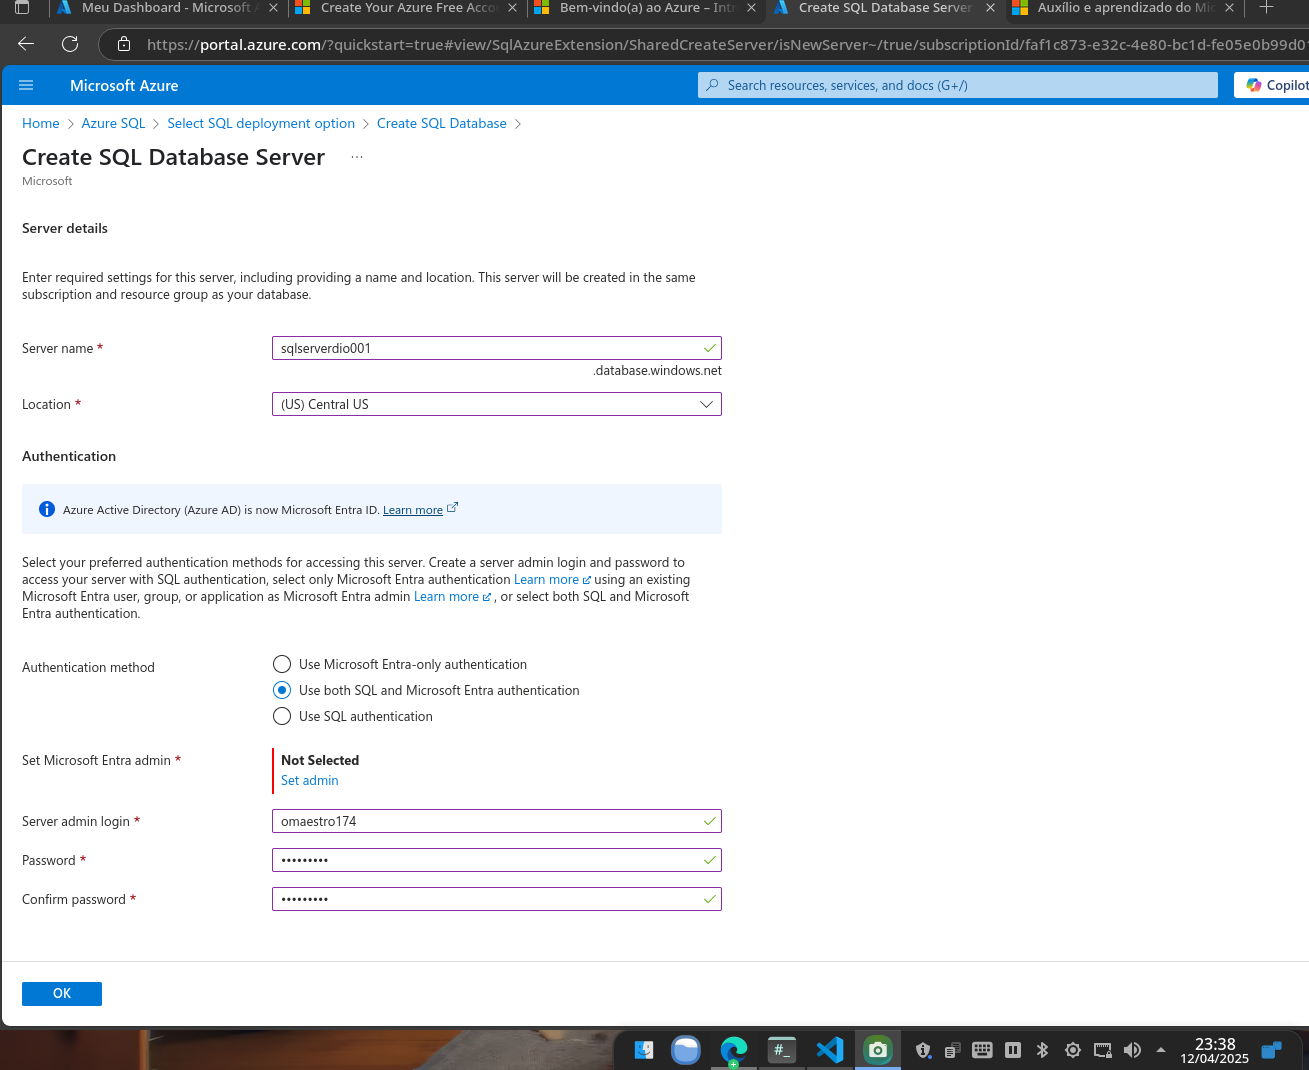 Meu Dashboard - Microsoft A
Create Your Azure Free Acco
Bem-vindo(a) ao Azure – Intr
Create SQL Database Server
Auxílio e aprendizado do Mic
https://portal.azure.com/?quickstart=true#view/SqlAzureExtension/SharedCreateServer/isNewServer~/true/subscriptionId/faf1c873-e32c-4e80-bc1d-fe05e0b99d01
Microsoft Azure
Search resources, services, and docs (G+/)
Copilot
Home > Azure SQL > Select SQL deployment option > Create SQL Database >
Create SQL Database Server ...
Microsoft
Server details
Enter required settings for this server, including providing a name and location. This server will be created in the same
subscription and resource group as your database.
Server name *
sqlserverdio001
.database.windows.net
Location *
(US) Central US
Authentication
Azure Active Directory (Azure AD) is now Microsoft Entra ID. Learn more
Select your preferred authentication methods for accessing this server. Create a server admin login and password to
access your server with SQL authentication, select only Microsoft Entra authentication Learn more using an existing
Microsoft Entra user, group, or application as Microsoft Entra admin Learn more , or select both SQL and Microsoft
Entra authentication.
Authentication method
Use Microsoft Entra-only authentication
Use both SQL and Microsoft Entra authentication
Use SQL authentication
Set Microsoft Entra admin *
Not Selected
Set admin
Server admin login *
omaestro174
Password *
•••••••••
Confirm password *
•••••••••
OK
#_
23:38
12/04/2025